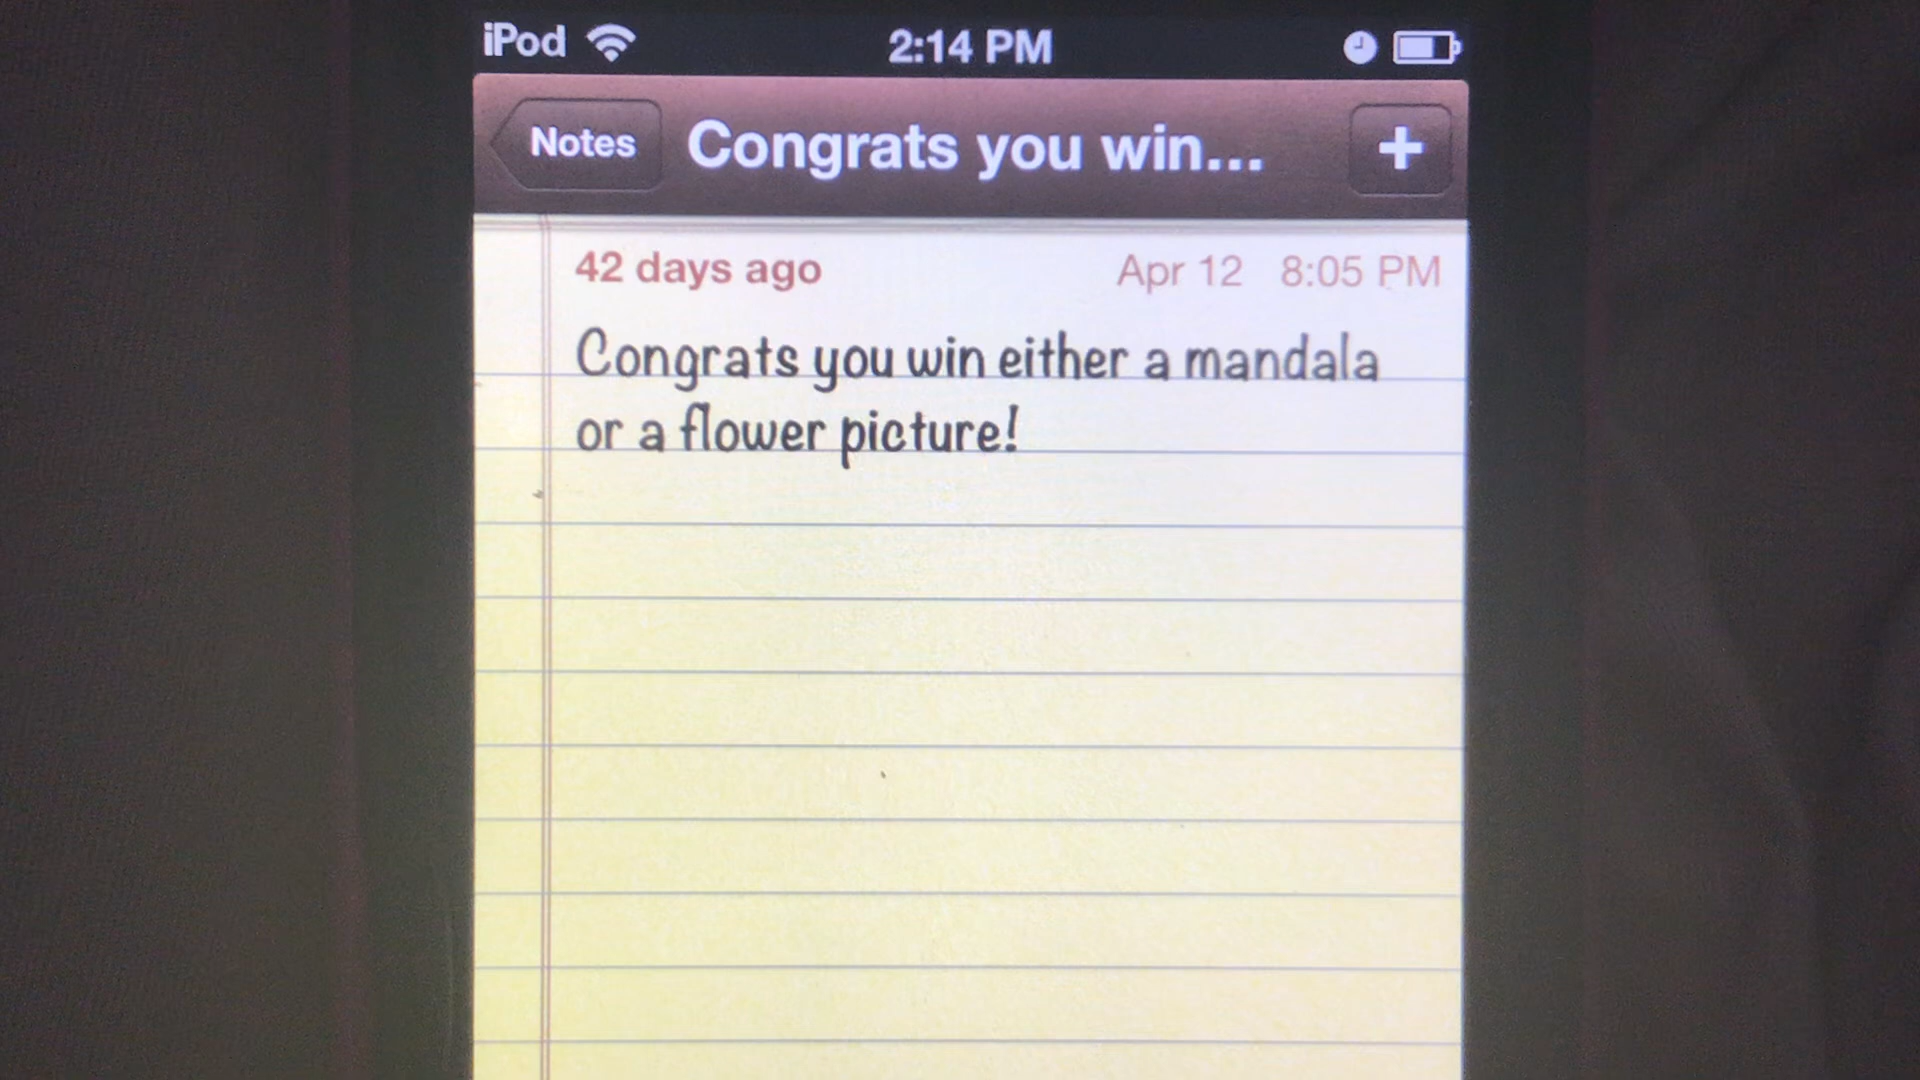 iPod 2:14 PM
Notes Congrats you win... +
42 days ago Apr 12 8:05 PM
Congrats you win either a mandala
or a flower picture!